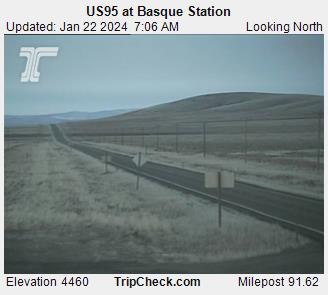 US95 at Basque Station
Updated: Jan 22 2024  7:06 AM    Looking North
Elevation 4460    TripCheck.com    Milepost 91.62